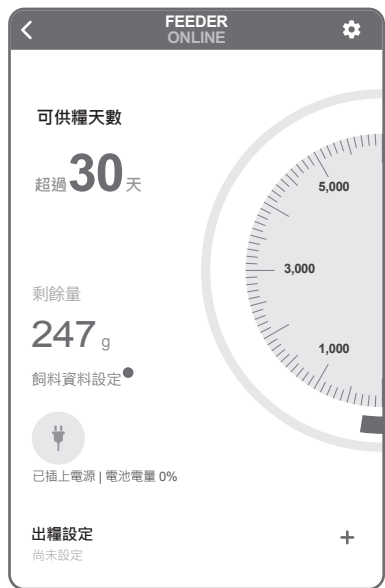 FEEDER
ONLINE
可供糧天數
超過30天
5,000
3,000
剩餘量
247 g
1,000
飼料資料設定
已插上電源 | 電池電量 0%
出糧設定
+
尚未設定